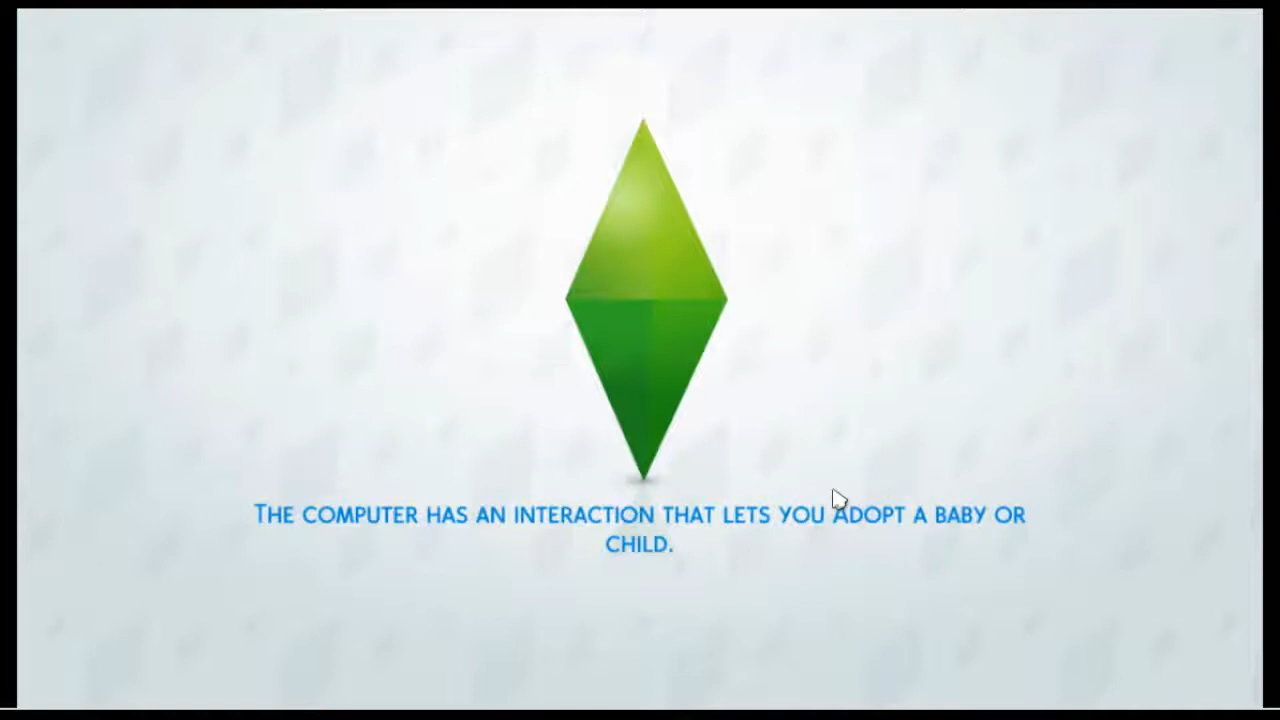 The computer has an interaction that lets you adopt a baby or
child.